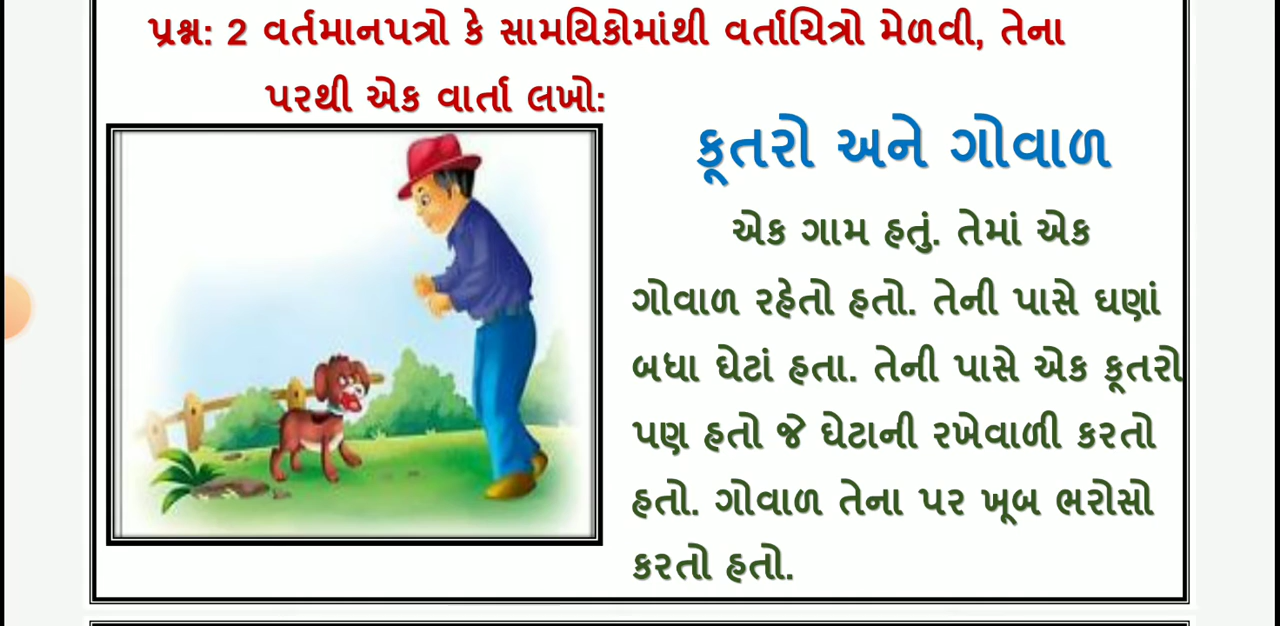 પ્રશ્ન: 2 વર્તમાનપત્રો કે સામયિકોમાંથી વર્તાચિત્રો મેળવી, તેના
પરથી એક વાર્તા લખો:
કૂતરો અને ગોવાળ
એક ગામ હતું. તેમાં એક
ગોવાળ રહેતો હતો. તેની પાસે ઘણાં
બધા ઘેટાં હતા. તેની પાસે એક કૂતરો
પણ હતો જે ઘેટાની રખેવાળી કરતો
હતો. ગોવાળ તેના પર ખૂબ ભરોસો
કરતો હતો.